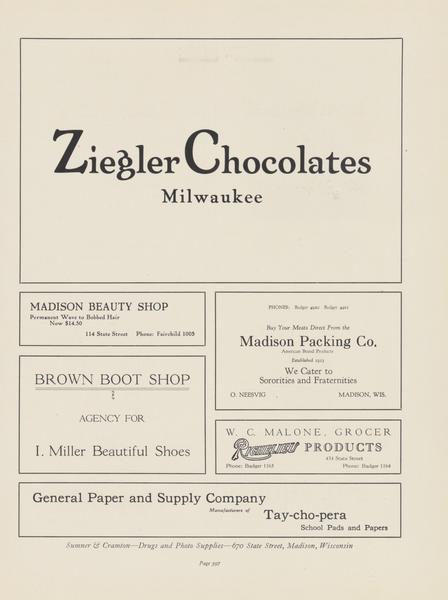 Ziegler Chocolates
Milwaukee
MADISON BEAUTY SHOP
Permanent Wave to Bobbed Hair
Now $14.50
114 State Street Phone: Fairchild 1005
BROWN BOOT SHOP
AGENCY FOR
I. Miller Beautiful Shoes
PHONES: Badger Badger
Buy Your Meats Direct From the
Madison Packing Co.
American Brand Products
Established 1923
We Cater to
Sororities and Fraternities
O. NEESVIG MADISON, WIS.
W. C. MALONE, GROCER
RICHELIEU PRODUCTS
434 State Street
Phone: Badger 1163 Phone: Badger 1164
General Paper and Supply Company
Manufacturers of
Tay-cho-pera
School Pads and Papers
Sumner & Cramton—Drugs and Photo Supplies—670 State Street, Madison, Wisconsin
Page 597